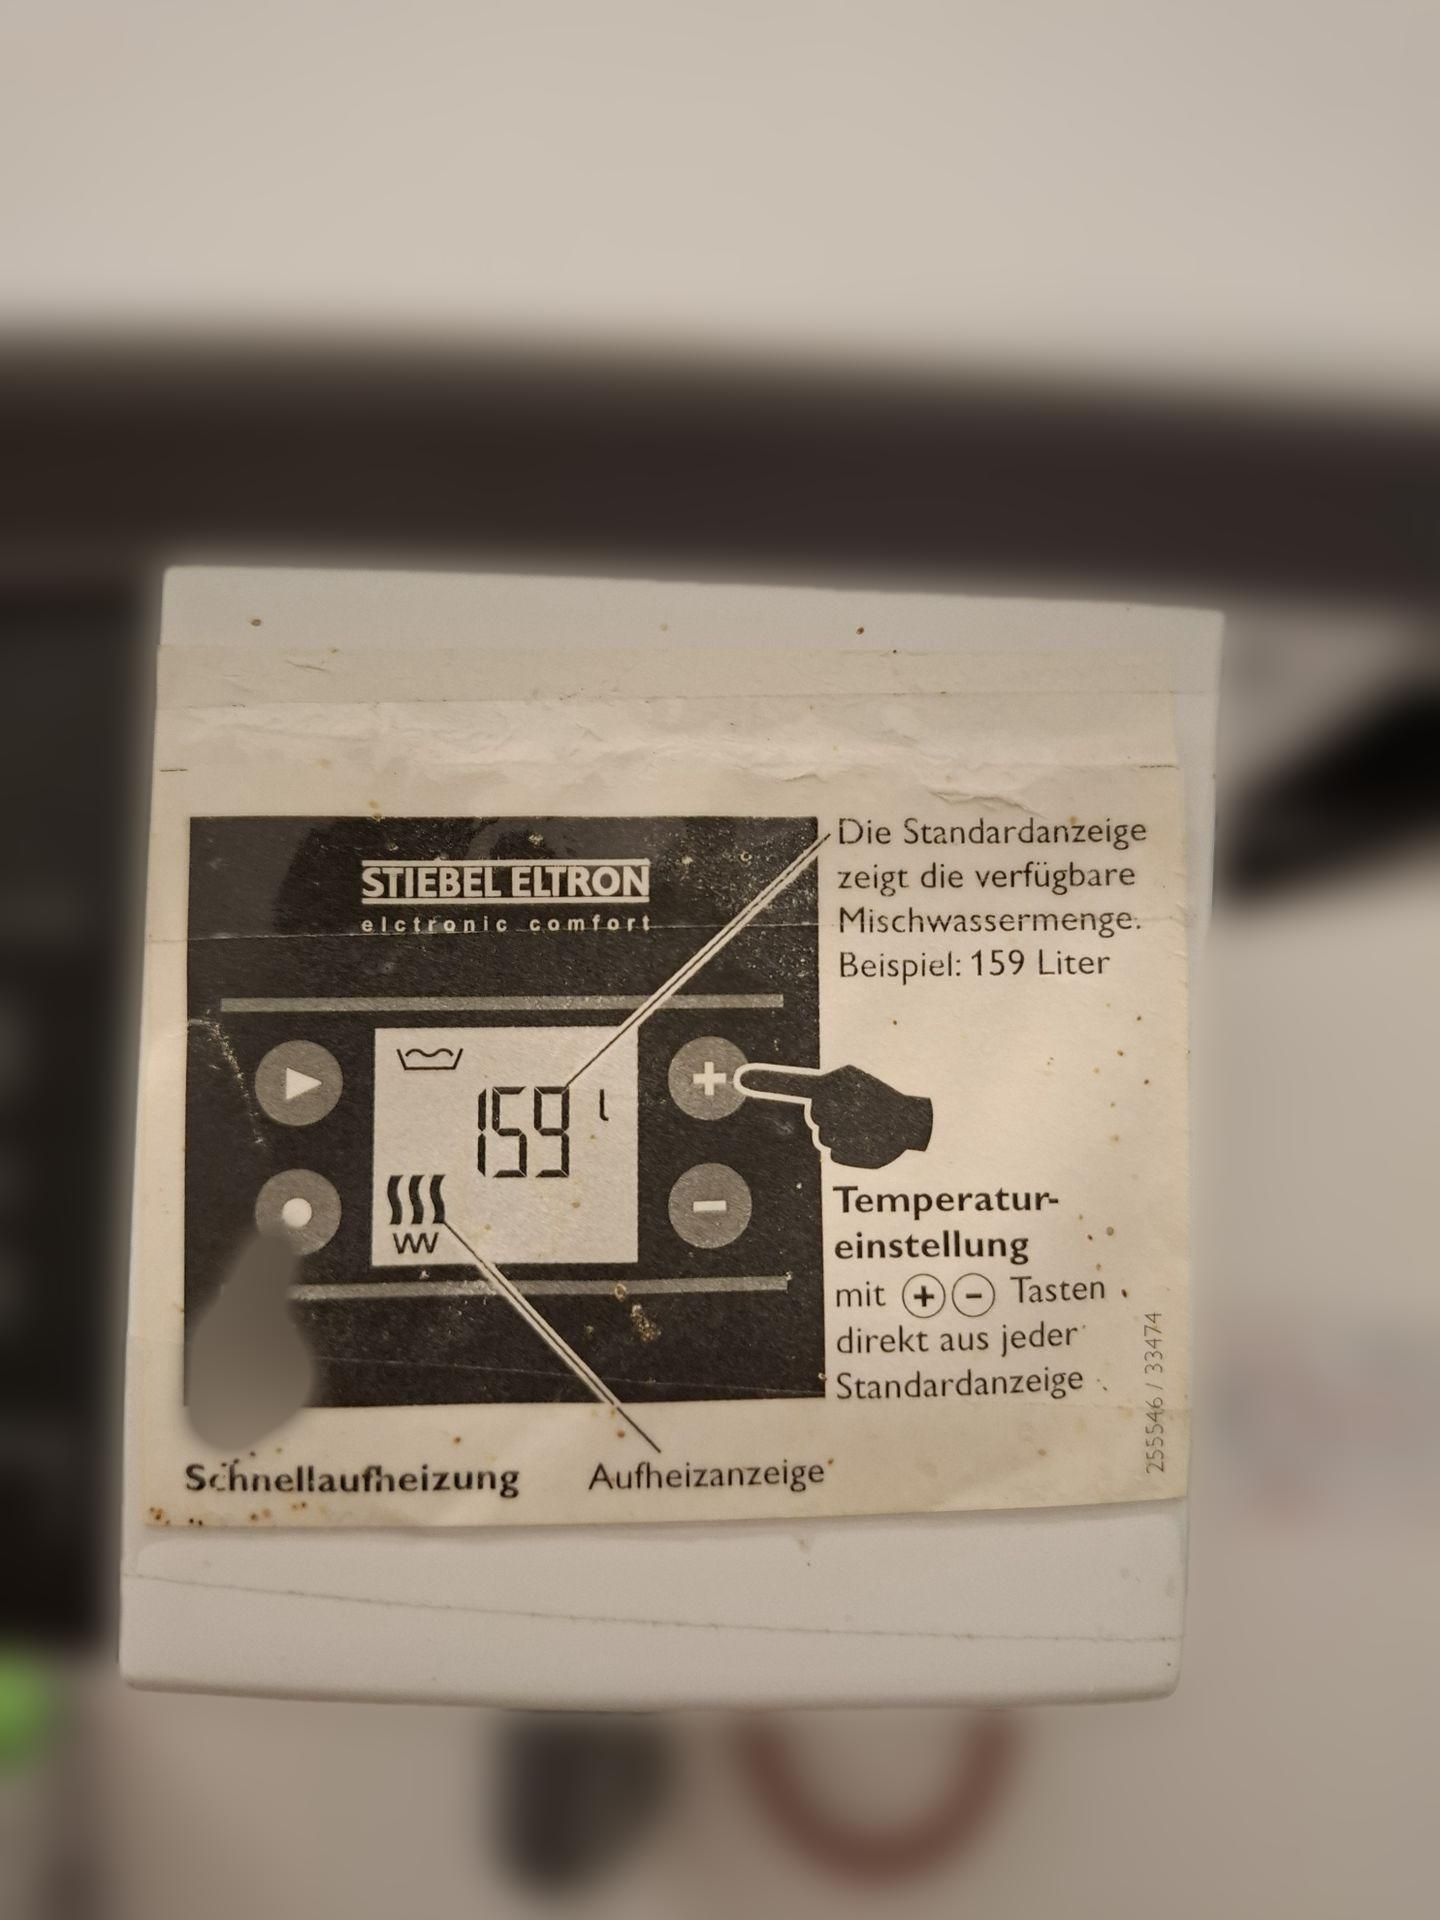 STIEBEL ELTRON
elctronic comfort
Die Standardanzeige
zeigt die verfügbare
Mischwassermenge.
Beispiel: 159 Liter
159 l
Temperatur-
einstellung
mit + - Tasten
direkt aus jeder
Standardanzeige
Schnellaufheizung
Aufheizanzeige
255546 / 33474